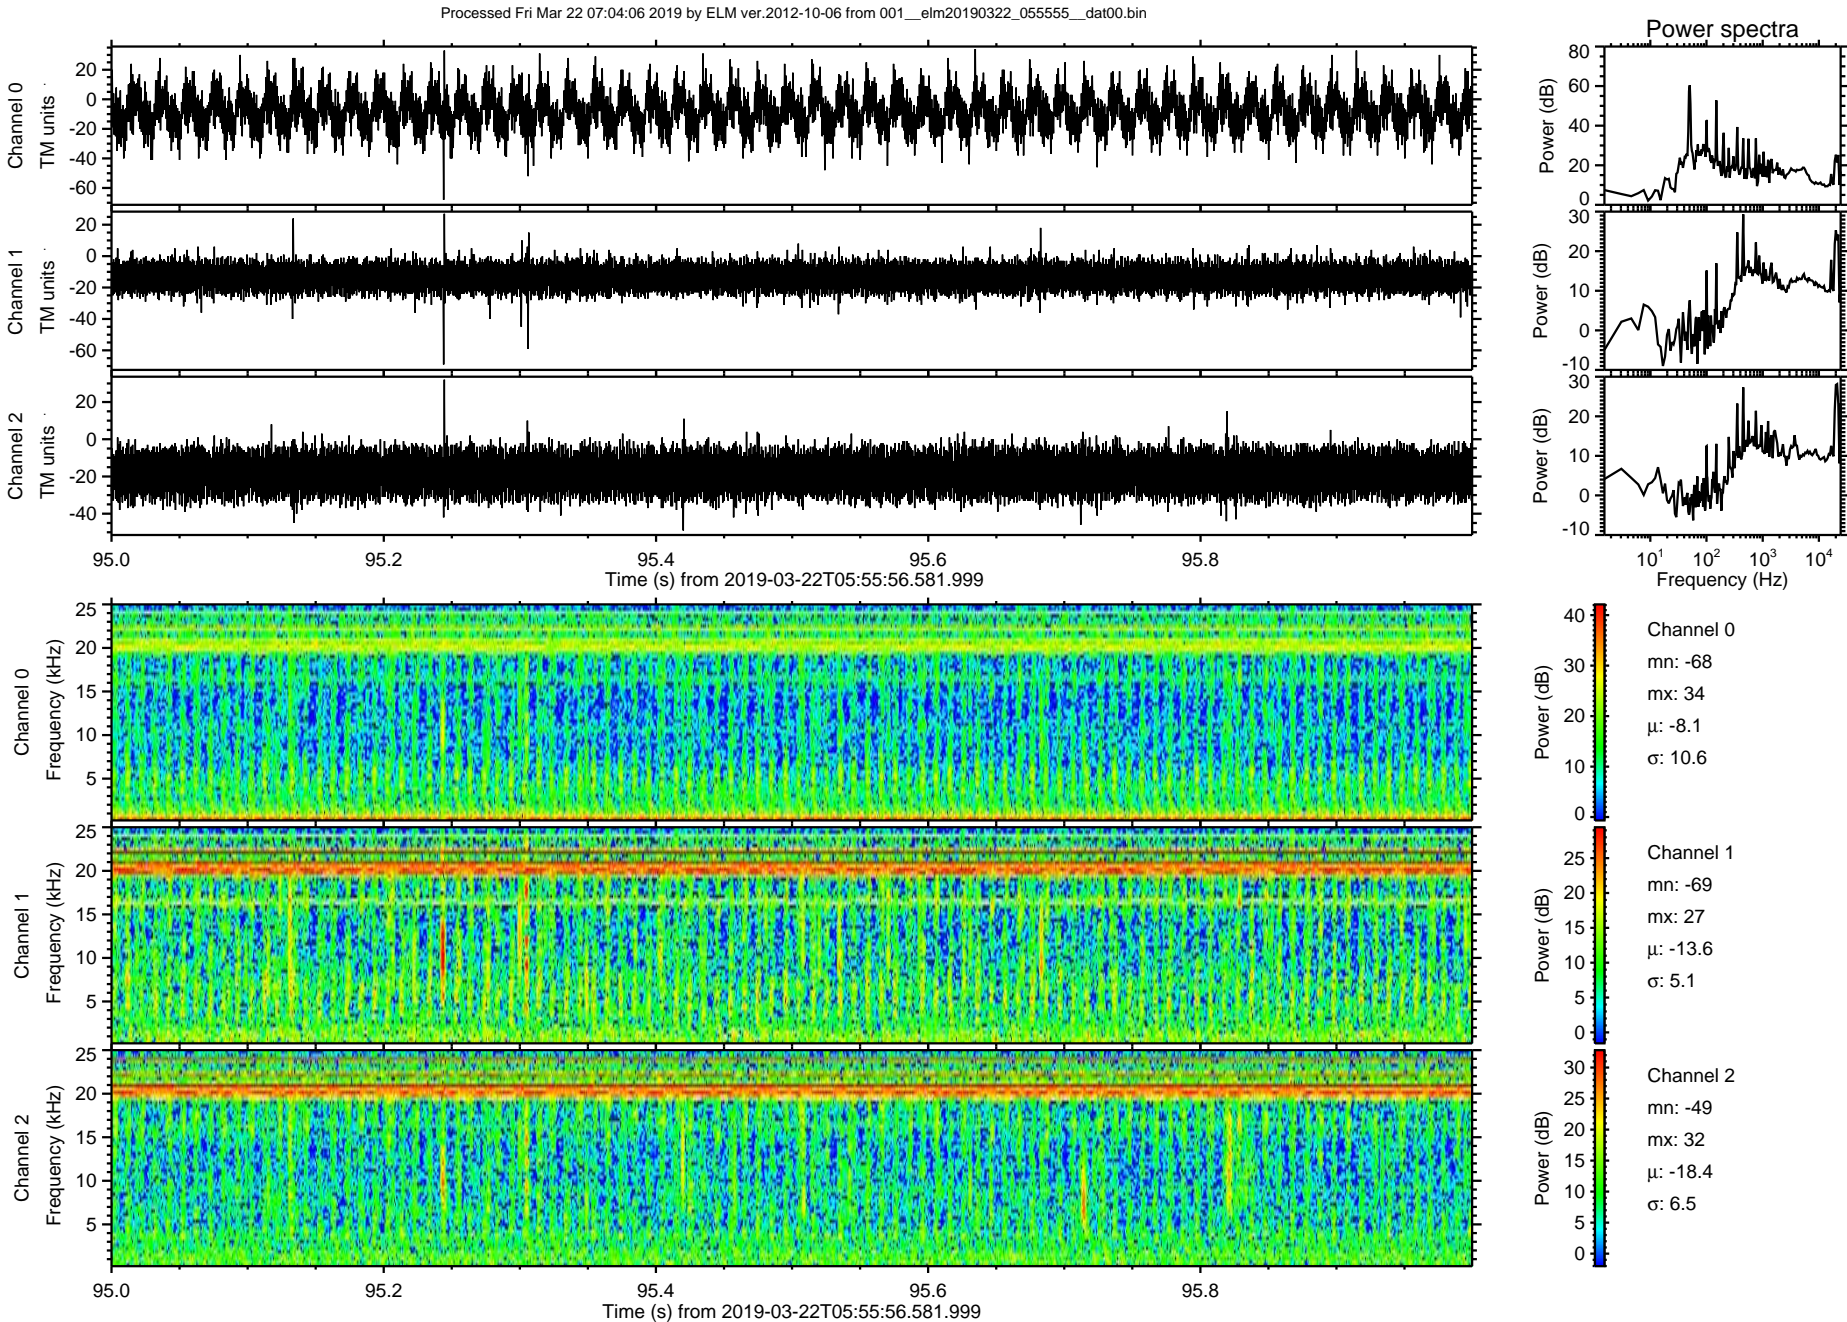 Processed Fri Mar 22 07:04:06 2019 by ELM ver.2012-10-06 from 001__elm20190322_055555__dat00.bin
Power spectra
Channel 0
TM units
20
0
-20
-40
-60
Power (dB)
80
60
40
20
0
Channel 1
TM units
20
0
-20
-40
-60
Power (dB)
30
20
10
0
-10
Channel 2
TM units
20
0
-20
-40
Power (dB)
30
20
10
0
-10
95.0 95.2 95.4 95.6 95.8
Time (s) from 2019-03-22T05:55:56.581.999
10¹ 10² 10³ 10⁴
Frequency (Hz)
Channel 0
Frequency (kHz)
25
20
15
10
5
Power (dB)
40
30
20
10
0
Channel 0
mn: -68
mx: 34
μ: -8.1
σ: 10.6
Channel 1
Frequency (kHz)
25
20
15
10
5
Power (dB)
25
20
15
10
5
0
Channel 1
mn: -69
mx: 27
μ: -13.6
σ: 5.1
Channel 2
Frequency (kHz)
25
20
15
10
5
Power (dB)
30
25
20
15
10
5
0
Channel 2
mn: -49
mx: 32
μ: -18.4
σ: 6.5
95.0 95.2 95.4 95.6 95.8
Time (s) from 2019-03-22T05:55:56.581.999